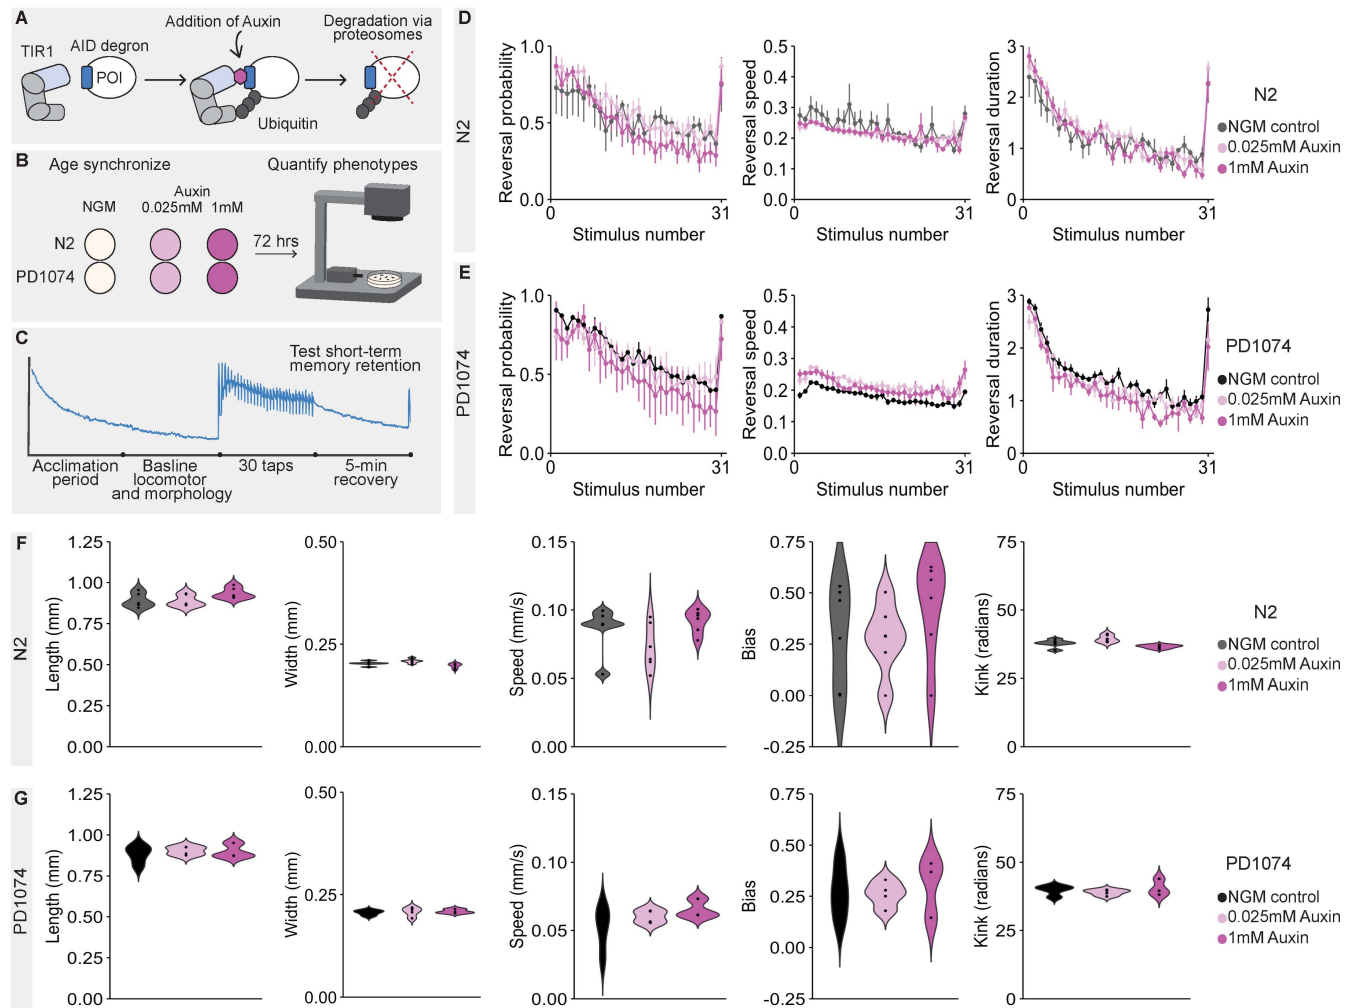 A
Addition of Auxin
Degradation via
proteosomes
TIR1
AID degron
POI
Ubiquitin
B
Age synchronize
Quantify phenotypes
Auxin
NGM
0.025mM
1mM
N2
72 hrs
PD1074
C
Test short-term
memory retention
Acclimation
period
Basline
locomotor
and morphology
30 taps
5-min
recovery
D
N2
Reversal probability
1.0
0.5
0.0
0
31
Stimulus number
Reversal speed
0.5
0.4
0.3
0.2
0.1
0.0
0
31
Stimulus number
Reversal duration
3
2
1
0
0
31
Stimulus number
N2
NGM control
0.025mM Auxin
1mM Auxin
E
PD1074
Reversal probability
1.0
0.5
0.0
0
31
Stimulus number
Reversal speed
0.5
0.4
0.3
0.2
0.1
0.0
0
31
Stimulus number
Reversal duration
3
2
1
0
0
31
Stimulus number
PD1074
NGM control
0.025mM Auxin
1mM Auxin
F
N2
Length (mm)
1.25
1.00
0.75
0.50
0.25
0.00
Width (mm)
0.50
0.25
0.00
Speed (mm/s)
0.15
0.10
0.05
0.00
Bias
0.75
0.50
0.25
0.00
-0.25
Kink (radians)
75
50
25
0
N2
NGM control
0.025mM Auxin
1mM Auxin
G
PD1074
Length (mm)
1.25
1.00
0.75
0.50
0.25
0.00
Width (mm)
0.50
0.25
0.00
Speed (mm/s)
0.15
0.10
0.05
0.00
Bias
0.75
0.50
0.25
0.00
-0.25
Kink (radians)
75
50
25
0
PD1074
NGM control
0.025mM Auxin
1mM Auxin